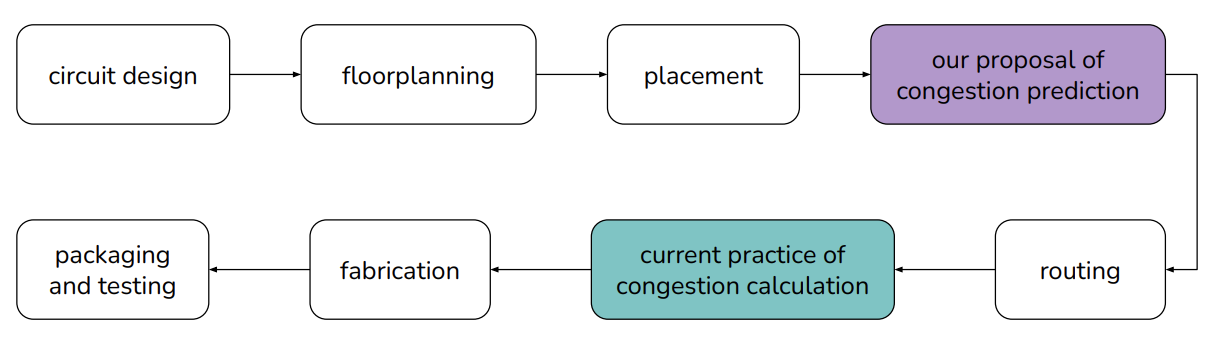 circuit design
floorplanning
placement
our proposal of
congestion prediction
packaging
and testing
fabrication
current practice of
congestion calculation
routing